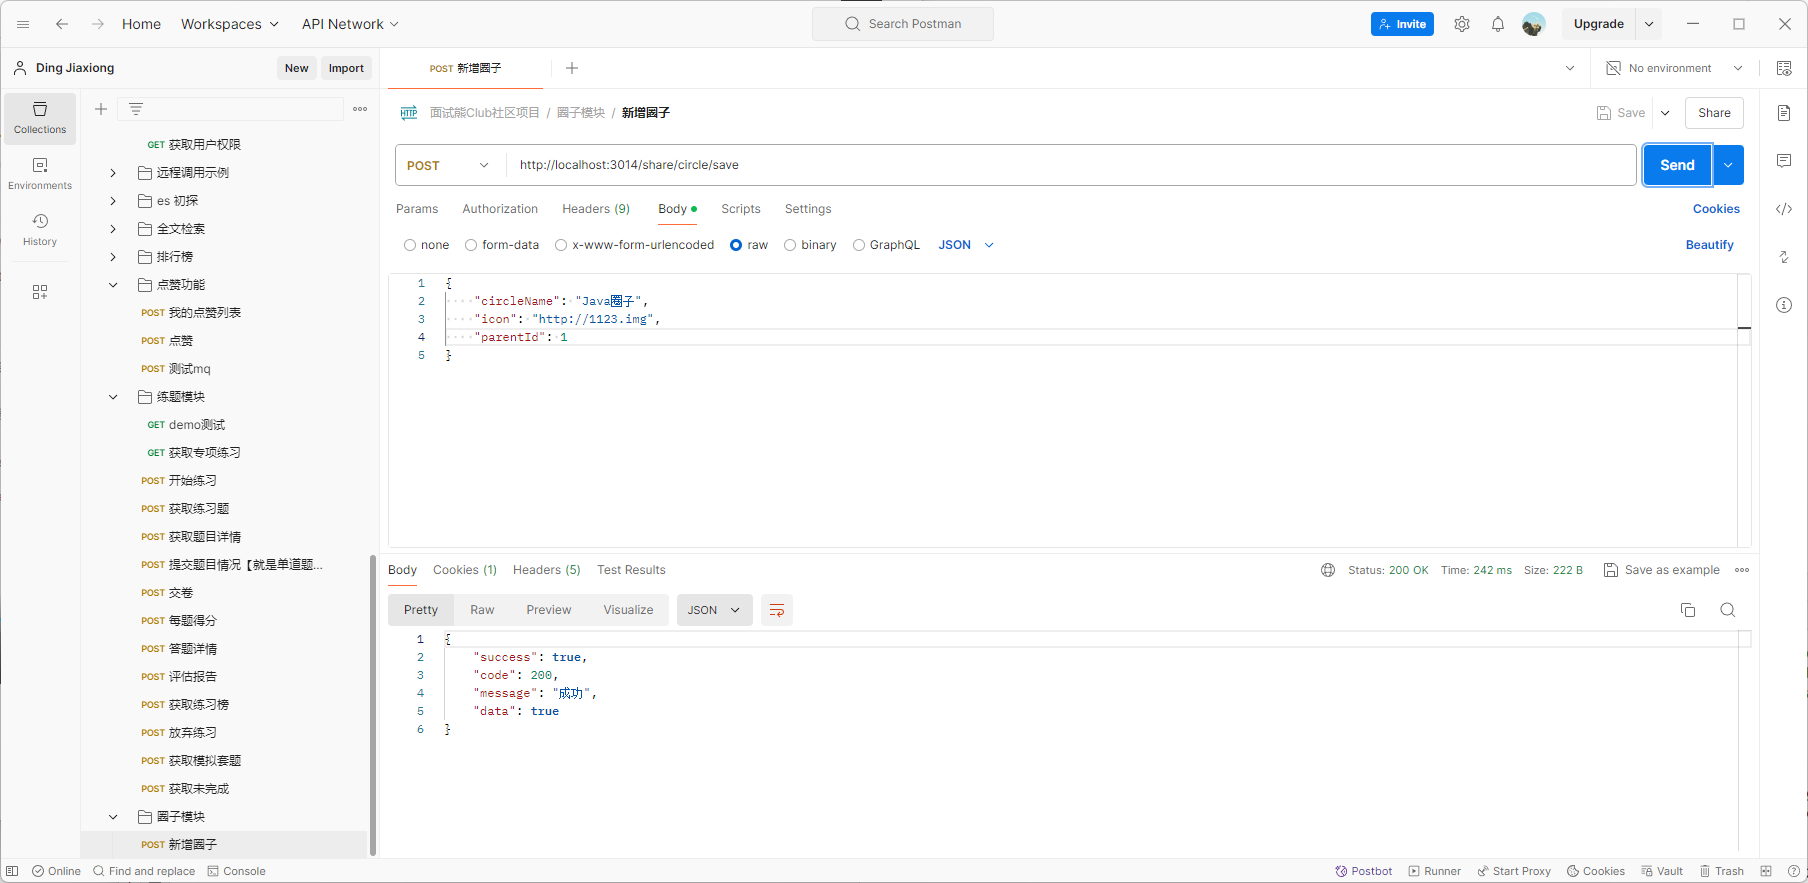 Home Workspaces API Network Search Postman Invite Upgrade
Ding Jiaxiong New Import POST 新增圈子 No environment
Collections
Environments
History
GET 获取用户权限
远程调用示例
es 初探
全文检索
排行榜
点赞功能
POST 我的点赞列表
POST 点赞
POST 测试mq
练题模块
GET demo测试
GET 获取专项练习
POST 开始练习
POST 获取练习题
POST 获取题目详情
POST 提交题目情况【就是单道题...
POST 交卷
POST 每题得分
POST 答题详情
POST 评估报告
POST 获取练习榜
POST 放弃练习
POST 获取模拟套题
POST 获取未完成
圈子模块
POST 新增圈子
HTTP 面试熊Club社区项目 / 圈子模块 / 新增圈子 Save Share
POST http://localhost:3014/share/circle/save Send
Params Authorization Headers (9) Body Scripts Settings Cookies
none form-data x-www-form-urlencoded raw binary GraphQL JSON Beautify
1 {
2 "circleName": "Java圈子",
3 "icon": "http://1123.img",
4 "parentId": 1
5 }
Body Cookies (1) Headers (5) Test Results Status: 200 OK Time: 242 ms Size: 222 B Save as example
Pretty Raw Preview Visualize JSON
1 {
2 "success": true,
3 "code": 200,
4 "message": "成功",
5 "data": true
6 }
Online Find and replace Console Postbot Runner Start Proxy Cookies Vault Trash